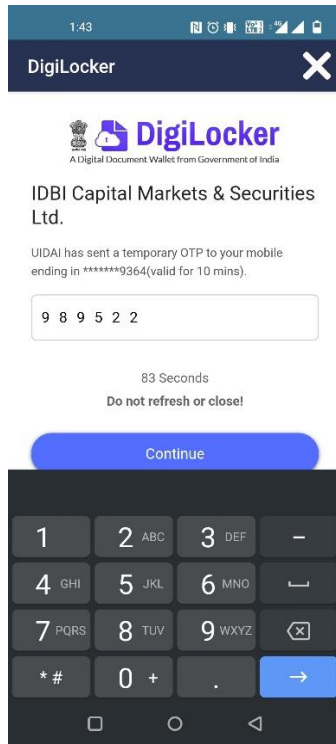 1:43
VoD LTE1 4G
DigiLocker
DigiLocker
A Digital Document Wallet from Government of India
IDBI Capital Markets & Securities
Ltd.
UIDAI has sent a temporary OTP to your mobile
ending in *******9364(valid for 10 mins).
9 8 9 5 2 2
83 Seconds
Do not refresh or close!
Continue
1 2 ABC 3 DEF –
4 GHI 5 JKL 6 MNO
7 PQRS 8 TUV 9 WXYZ
* # 0 + .